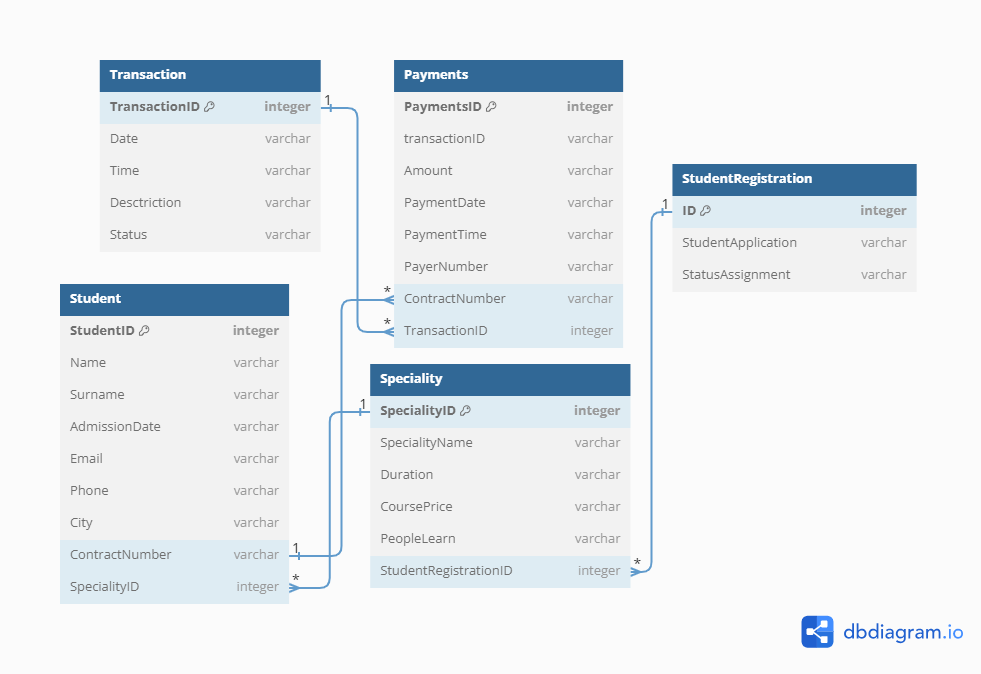 Transaction
TransactionID integer
Date varchar
Time varchar
Desctription varchar
Status varchar
Payments
PaymentsID integer
transactionID varchar
Amount varchar
PaymentDate varchar
PaymentTime varchar
PayerNumber varchar
ContractNumber varchar
TransactionID integer
StudentRegistration
ID integer
StudentApplication varchar
StatusAssignment varchar
Student
StudentID integer
Name varchar
Surname varchar
AdmissionDate varchar
Email varchar
Phone varchar
City varchar
ContractNumber varchar
SpecialityID integer
Speciality
SpecialityID integer
SpecialityName varchar
Duration varchar
CoursePrice varchar
PeopleLearn varchar
StudentRegistrationID integer
1
*
*
1
1
1
*
*
dbdiagram.io